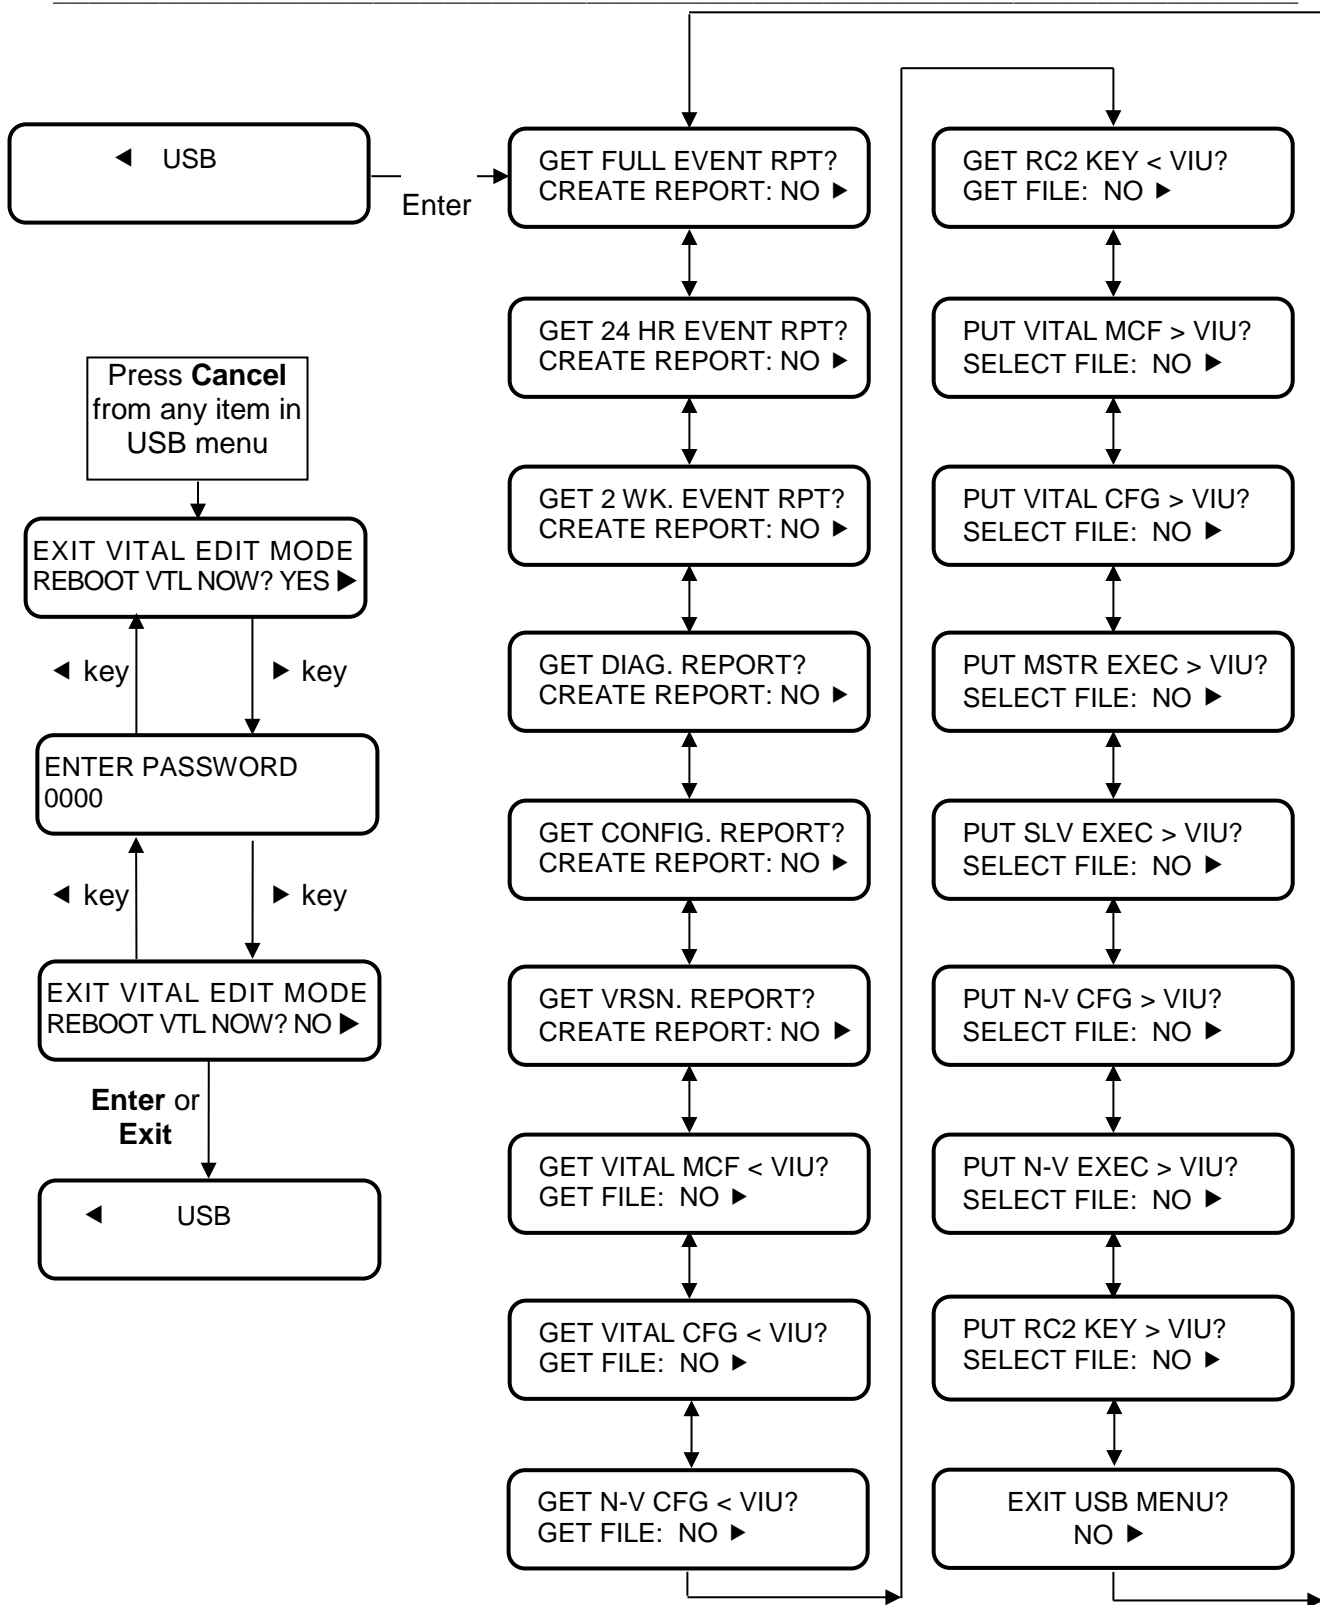 ◄ USB
Enter
Press Cancel
from any item in
USB menu
EXIT VITAL EDIT MODE
REBOOT VTL NOW? YES ►
◄ key
► key
ENTER PASSWORD
0000
◄ key
► key
EXIT VITAL EDIT MODE
REBOOT VTL NOW? NO ►
Enter or
Exit
◄ USB
GET FULL EVENT RPT?
CREATE REPORT: NO ►
GET 24 HR EVENT RPT?
CREATE REPORT: NO ►
GET 2 WK. EVENT RPT?
CREATE REPORT: NO ►
GET DIAG. REPORT?
CREATE REPORT: NO ►
GET CONFIG. REPORT?
CREATE REPORT: NO ►
GET VRSN. REPORT?
CREATE REPORT: NO ►
GET VITAL MCF < VIU?
GET FILE: NO ►
GET VITAL CFG < VIU?
GET FILE: NO ►
GET N-V CFG < VIU?
GET FILE: NO ►
GET RC2 KEY < VIU?
GET FILE: NO ►
PUT VITAL MCF > VIU?
SELECT FILE: NO ►
PUT VITAL CFG > VIU?
SELECT FILE: NO ►
PUT MSTR EXEC > VIU?
SELECT FILE: NO ►
PUT SLV EXEC > VIU?
SELECT FILE: NO ►
PUT N-V CFG > VIU?
SELECT FILE: NO ►
PUT N-V EXEC > VIU?
SELECT FILE: NO ►
PUT RC2 KEY > VIU?
SELECT FILE: NO ►
EXIT USB MENU?
NO ►